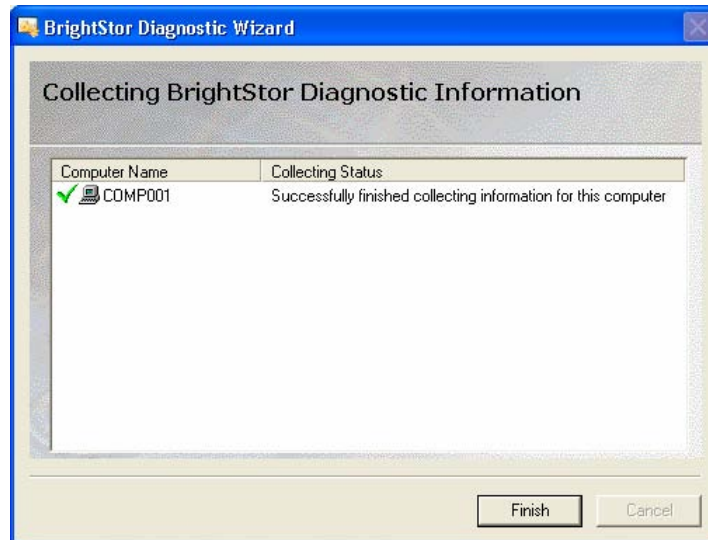 BrightStor Diagnostic Wizard
Collecting BrightStor Diagnostic Information
Computer Name Collecting Status
COMP001 Successfully finished collecting information for this computer
Finish Cancel